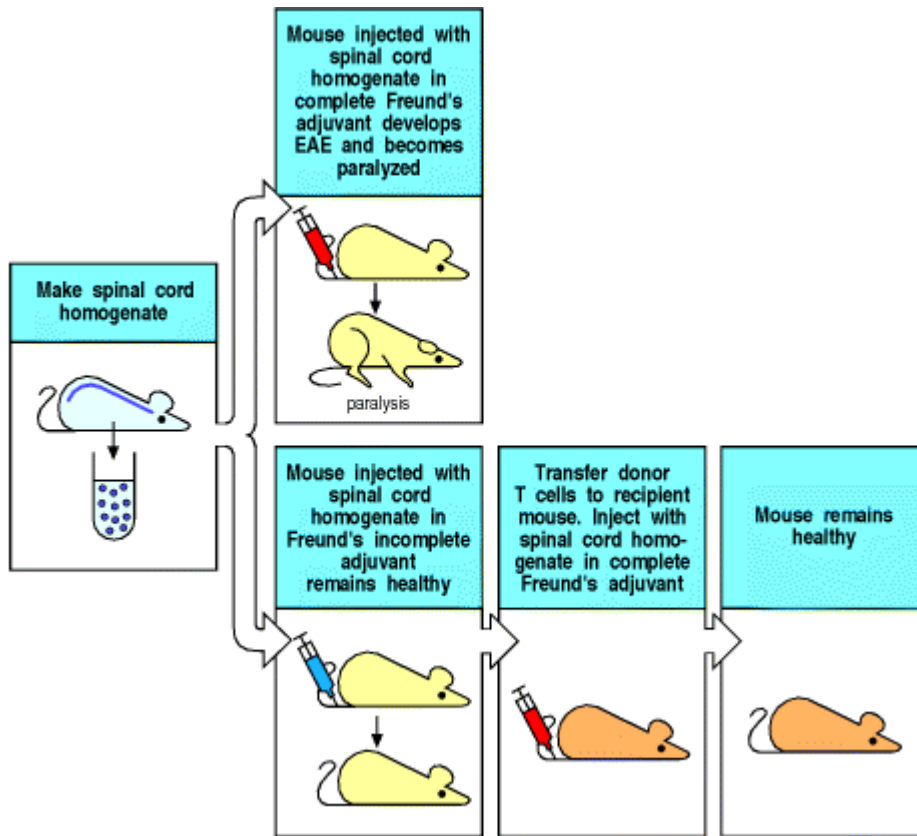 Make spinal cord
homogenate
Mouse injected with
spinal cord
homogenate in
complete Freund's
adjuvant develops
EAE and becomes
paralyzed
paralysis
Mouse injected with
spinal cord
homogenate in
Freund's incomplete
adjuvant
remains healthy
Transfer donor
T cells to recipient
mouse. Inject with
spinal cord homo-
genate in complete
Freund's adjuvant
Mouse remains
healthy